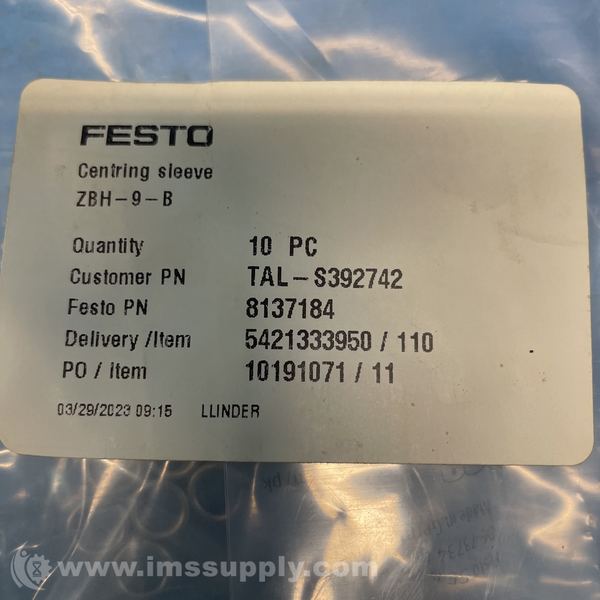 FESTO
Centring sleeve
ZBH-9-B
Quantity 10 PC
Customer PN TAL-S392742
Festo PN 8137184
Delivery /Item 5421333950 / 110
PO / Item 10191071 / 11
03/29/2023 09:15 LLINDER
www.imssupply.com